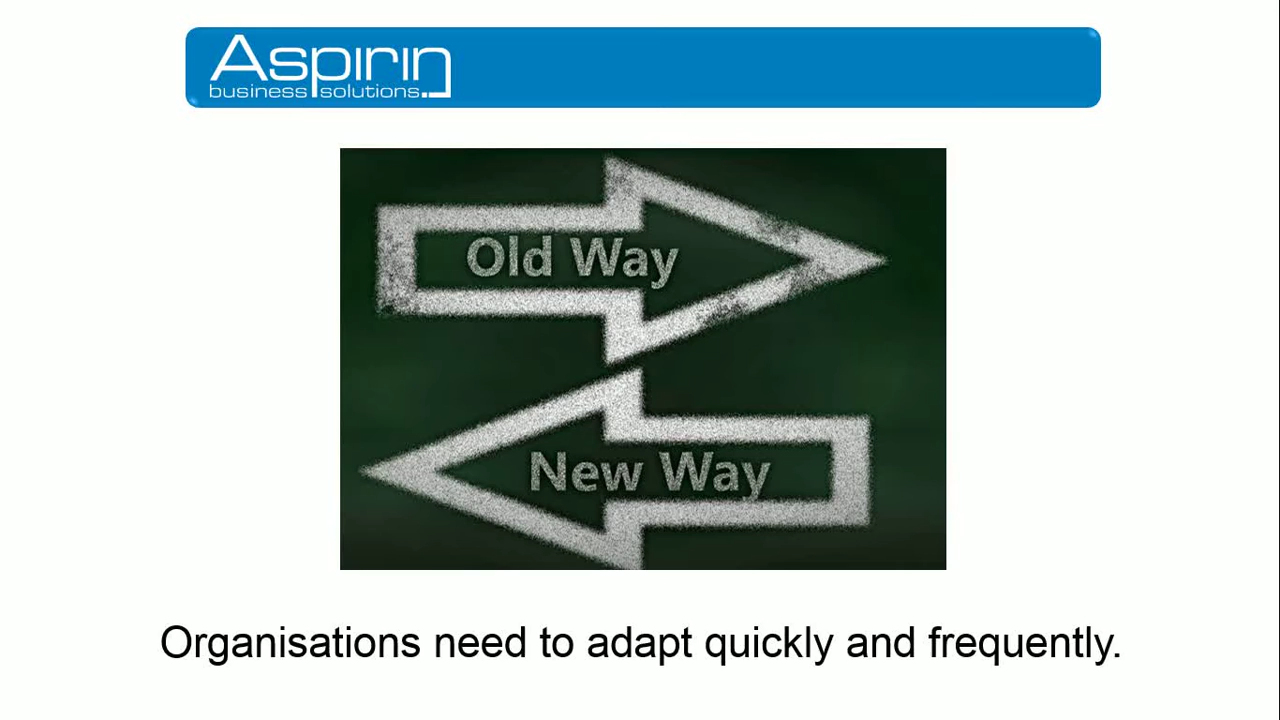 Aspirin
business solutions
Old Way
New Way
Organisations need to adapt quickly and frequently.